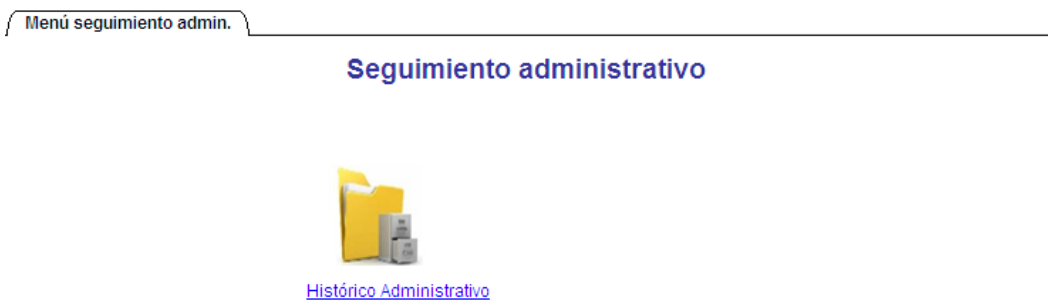 Menú seguimiento admin.
Seguimiento administrativo
Histórico Administrativo